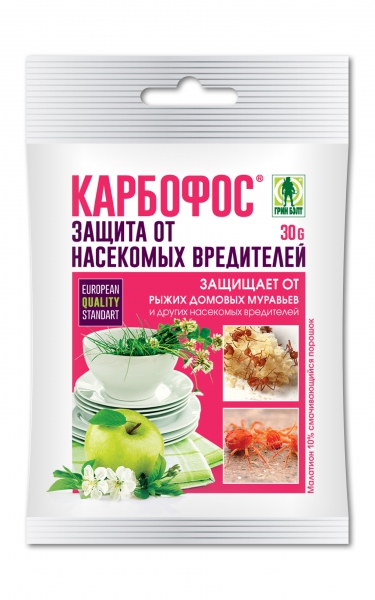 КАРБОФОС®
ГРИН БЭЛТ
ЗАЩИТА ОТ
30 G
НАСЕКОМЫХ ВРЕДИТЕЛЕЙ
EUROPEAN
QUALITY
STANDART
ЗАЩИЩАЕТ ОТ
РЫЖИХ ДОМОВЫХ МУРАВЬЕВ
и других насекомых вредителей
Малатион 10% смачивающийся порошок